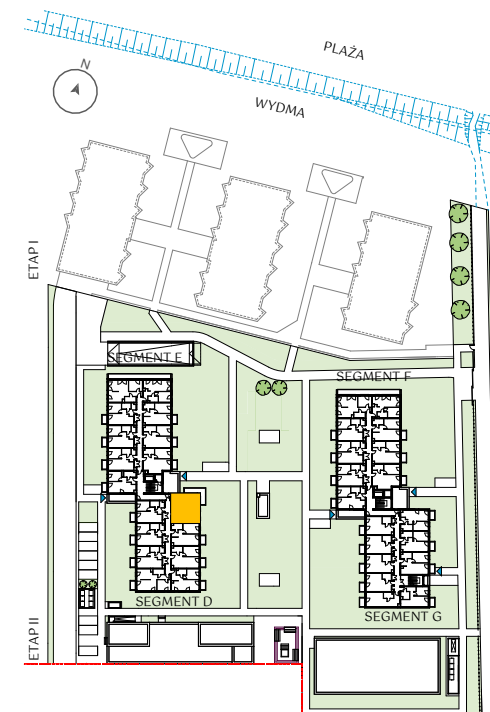 PLAŻA
N
WYDMA
ETAP I
SEGMENT E
SEGMENT F
SEGMENT D
SEGMENT G
ETAP II